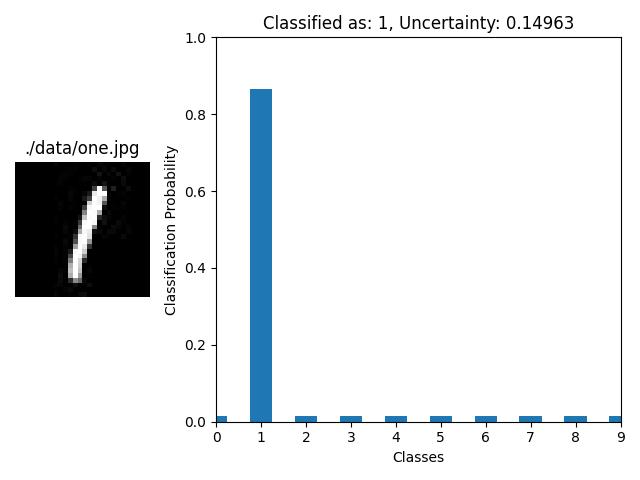 Classified as: 1, Uncertainty: 0.14963
./data/one.jpg
Classification Probability
1.0
0.8
0.6
0.4
0.2
0.0
0 1 2 3 4 5 6 7 8 9
Classes